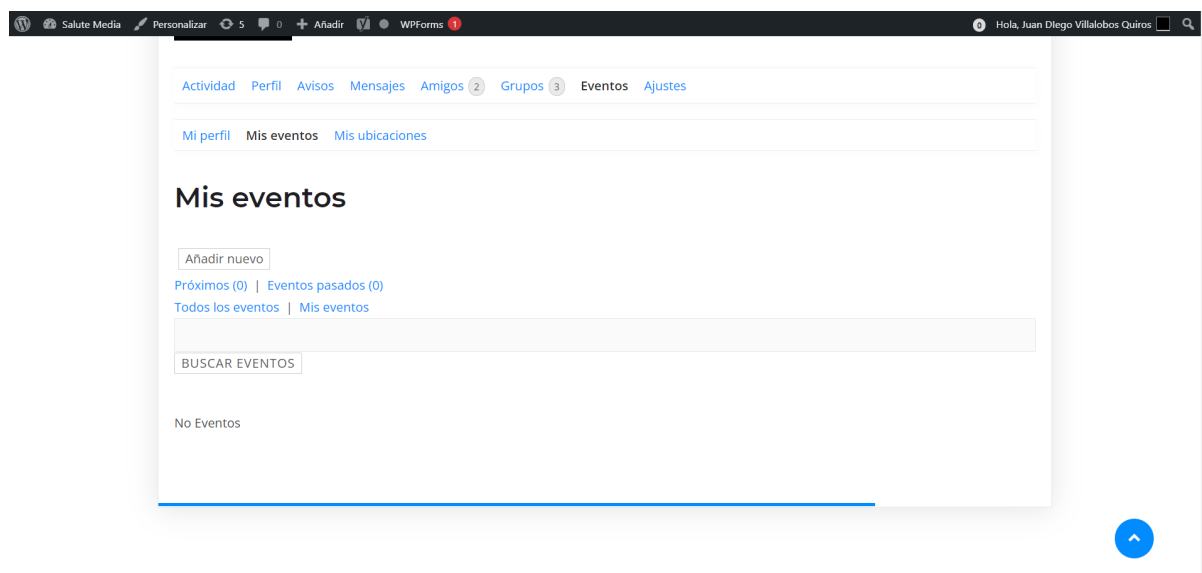 Salute Media Personalizar 5 0 Añadir WPForms 1 0 Hola, Juan DIego Villalobos Quiros
Actividad Perfil Avisos Mensajes Amigos 2 Grupos 3 Eventos Ajustes
Mi perfil Mis eventos Mis ubicaciones
Mis eventos
Añadir nuevo
Próximos (0) | Eventos pasados (0)
Todos los eventos | Mis eventos
BUSCAR EVENTOS
No Eventos